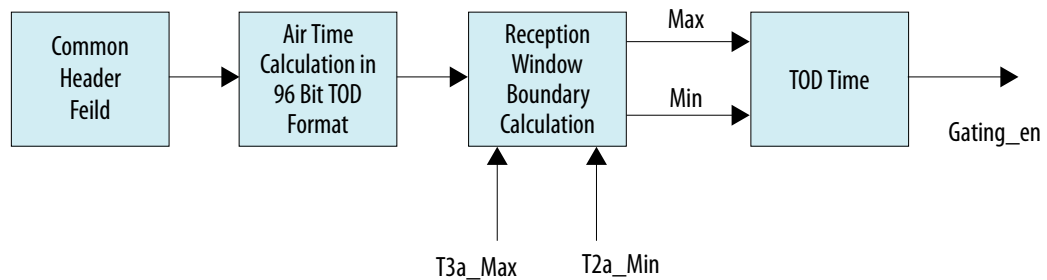 Common
Header
Feild
Air Time
Calculation in
96 Bit TOD
Format
Reception
Window
Boundary
Calculation
Max
Min
TOD Time
Gating_en
T3a_Max
T2a_Min